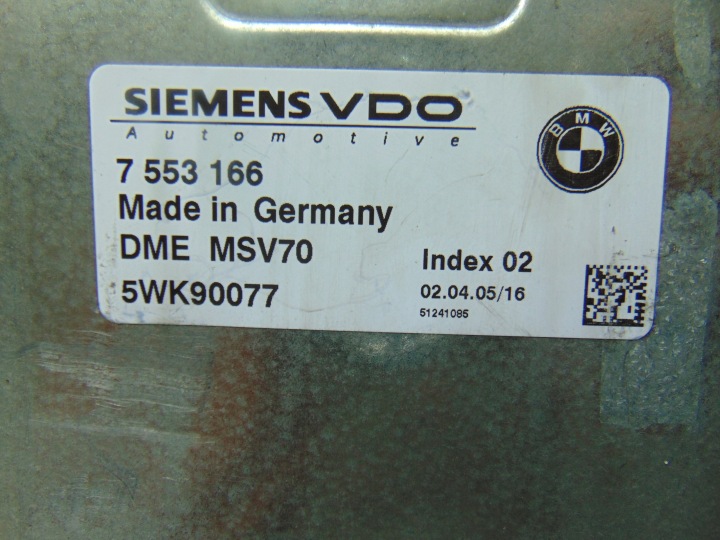 SIEMENS VDO
Automotive
BMW
7 553 166
Made in Germany
DME MSV70
Index 02
5WK90077
02.04.05/16
51241085